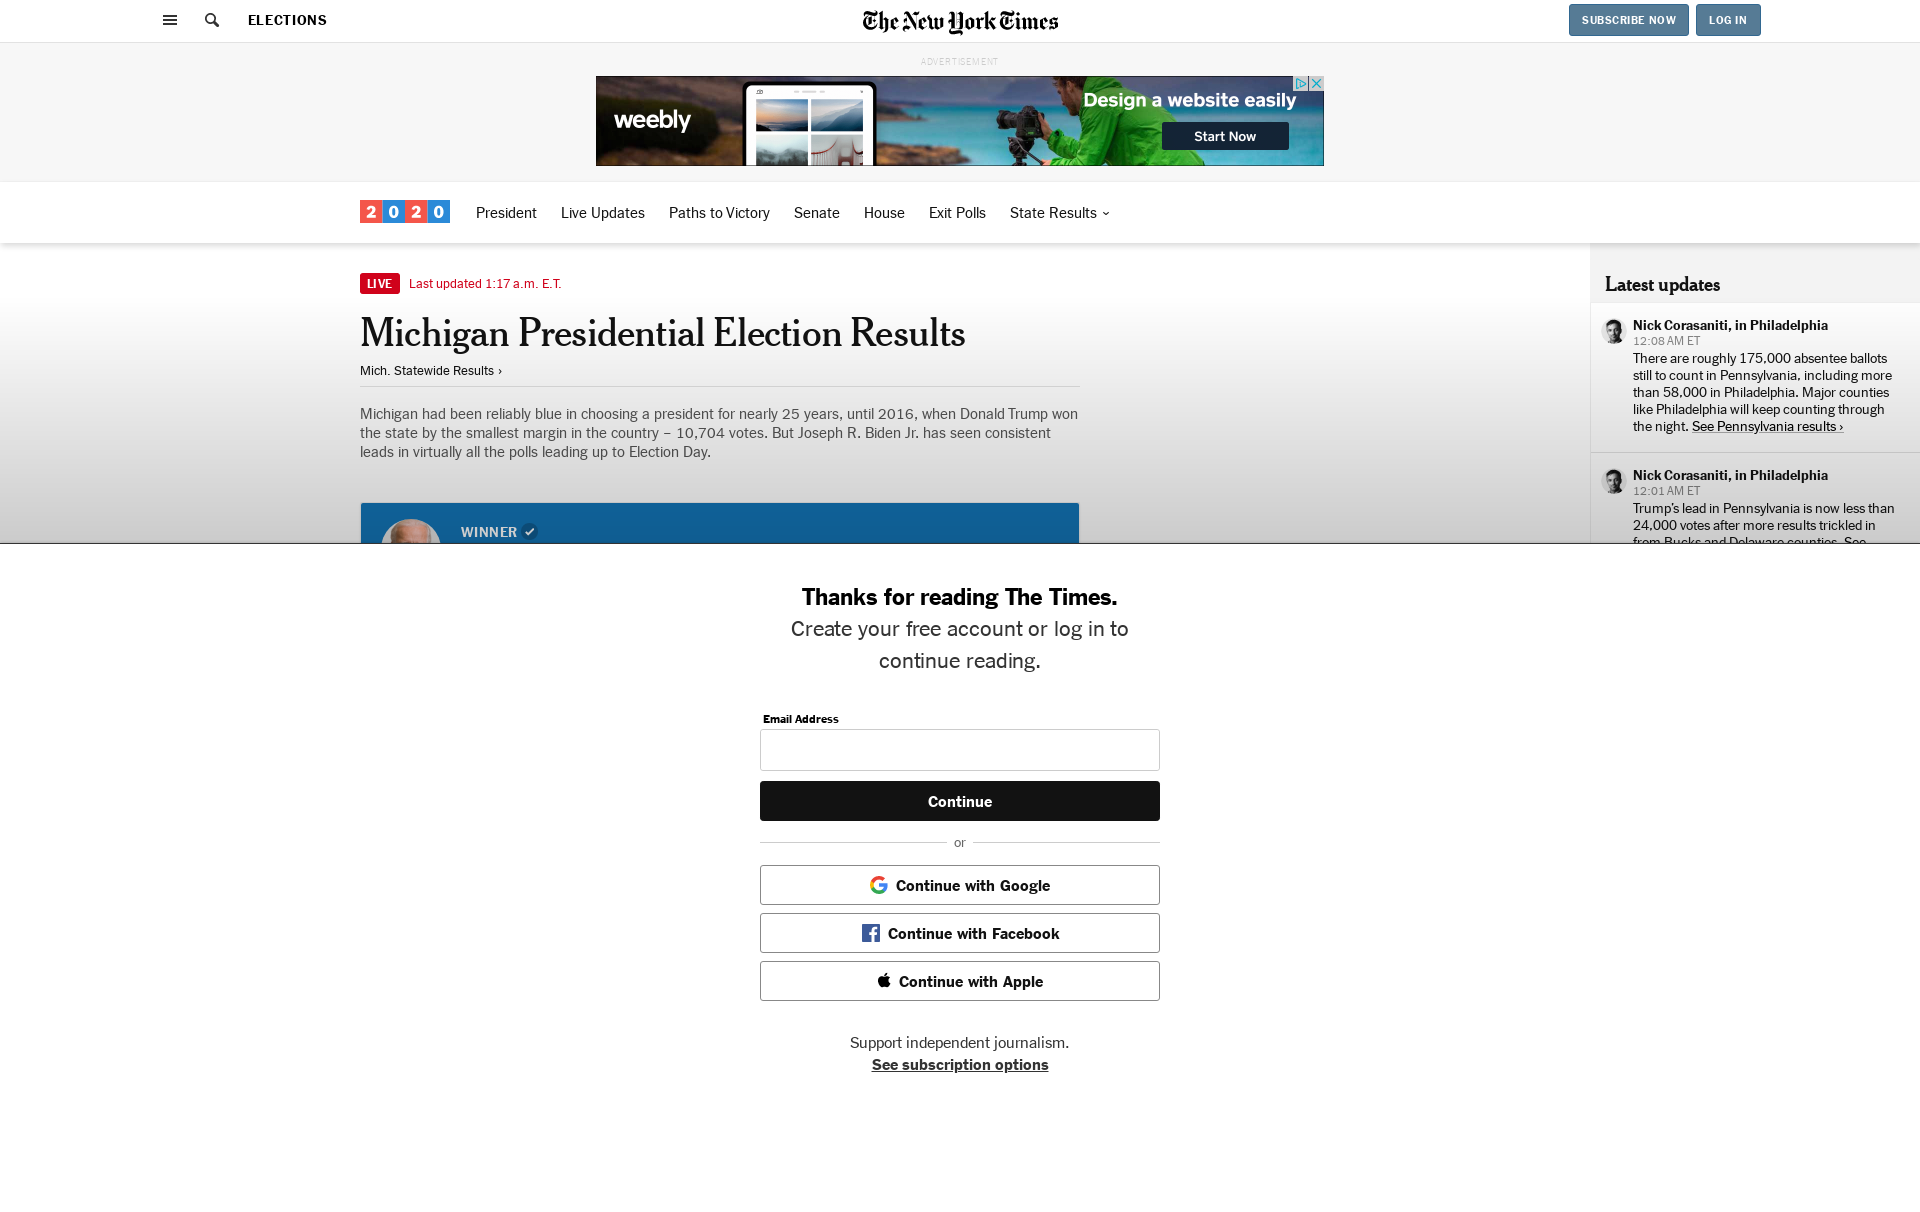 ELECTIONS
The New York Times
SUBSCRIBE NOW
LOG IN
ADVERTISEMENT
weebly
Design a website easily
Start Now
2020
President
Live Updates
Paths to Victory
Senate
House
Exit Polls
State Results
LIVE
Last updated 1:17 a.m. E.T.
Michigan Presidential Election Results
Mich. Statewide Results ›
Michigan had been reliably blue in choosing a president for nearly 25 years, until 2016, when Donald Trump won
the state by the smallest margin in the country – 10,704 votes. But Joseph R. Biden Jr. has seen consistent
leads in virtually all the polls leading up to Election Day.
WINNER
Latest updates
Nick Corasaniti, in Philadelphia
12:08 AM ET
There are roughly 175,000 absentee ballots
still to count in Pennsylvania, including more
than 58,000 in Philadelphia. Major counties
like Philadelphia will keep counting through
the night. See Pennsylvania results ›
Nick Corasaniti, in Philadelphia
12:01 AM ET
Trump’s lead in Pennsylvania is now less than
24,000 votes after more results trickled in
from Bucks and Delaware counties. See
Thanks for reading The Times.
Create your free account or log in to
continue reading.
Email Address
Continue
or
Continue with Google
Continue with Facebook
Continue with Apple
Support independent journalism.
See subscription options